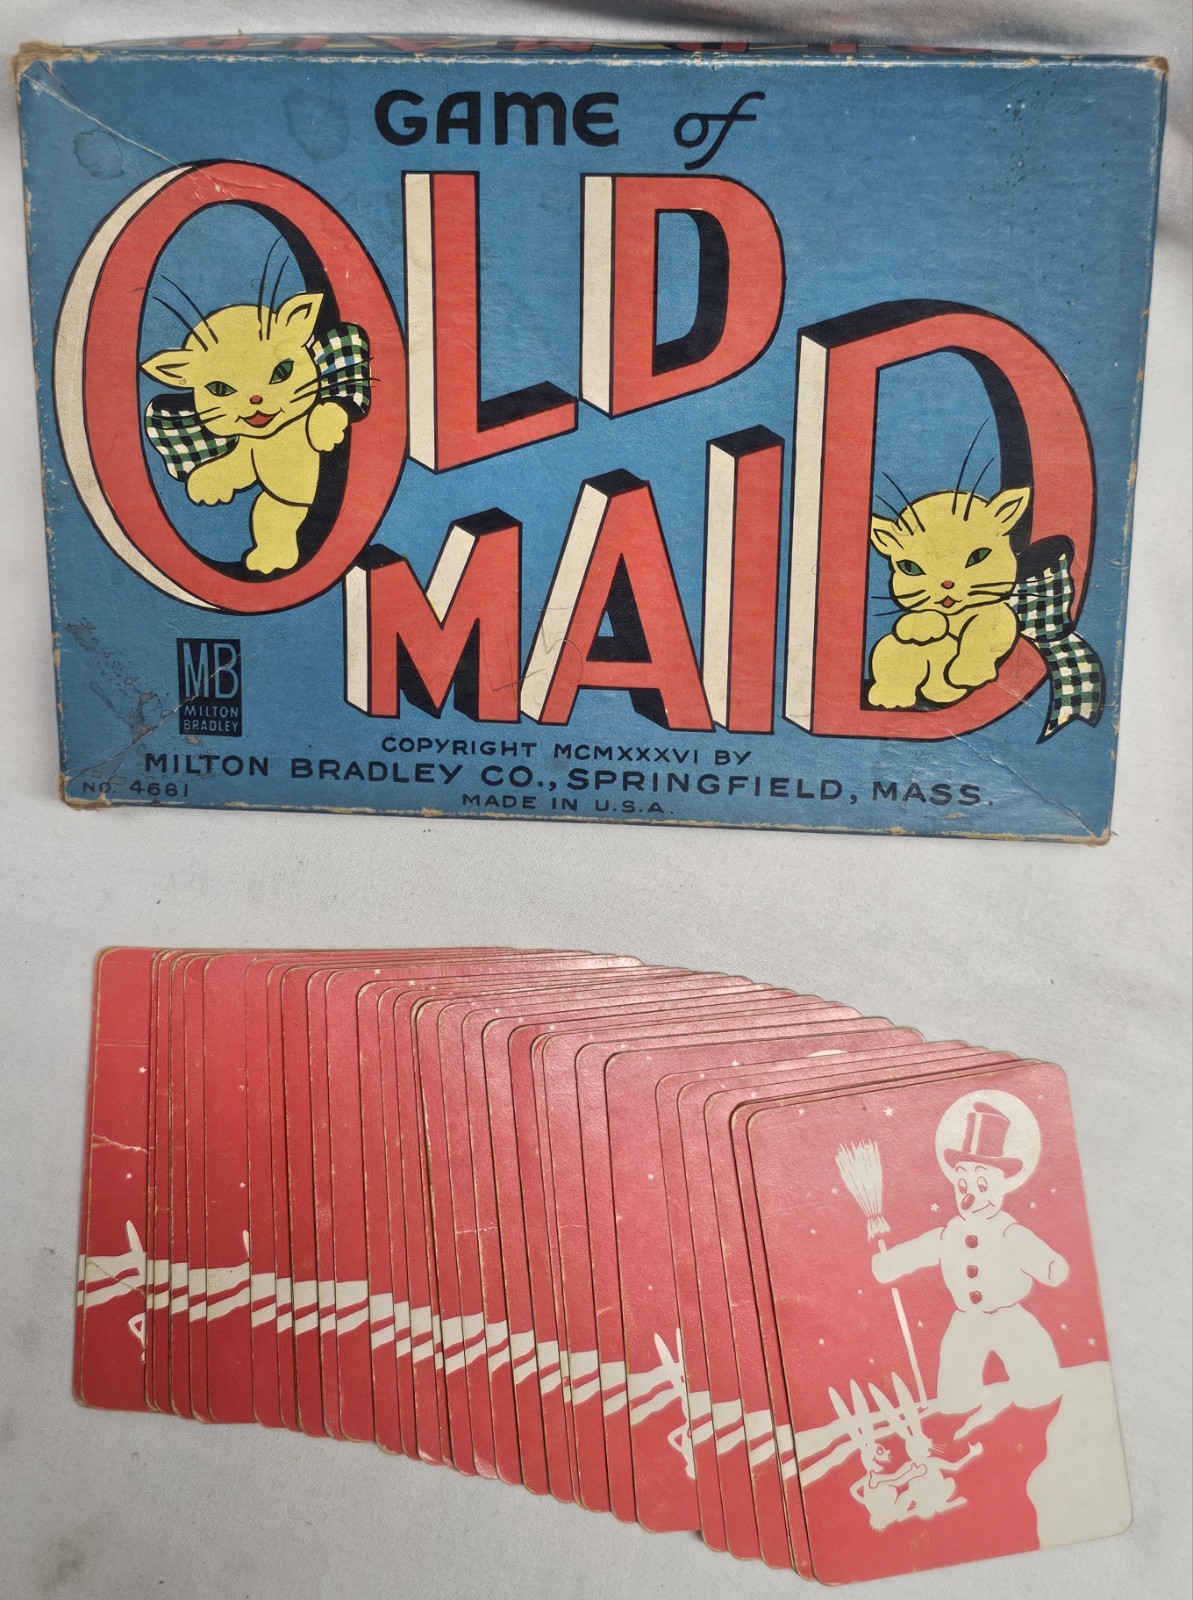 GAME of
OLD
MAID
MB
MILTON
BRADLEY
COPYRIGHT MCMXXXVI BY
MILTON BRADLEY CO., SPRINGFIELD, MASS.
NO. 4681
MADE IN U.S.A.